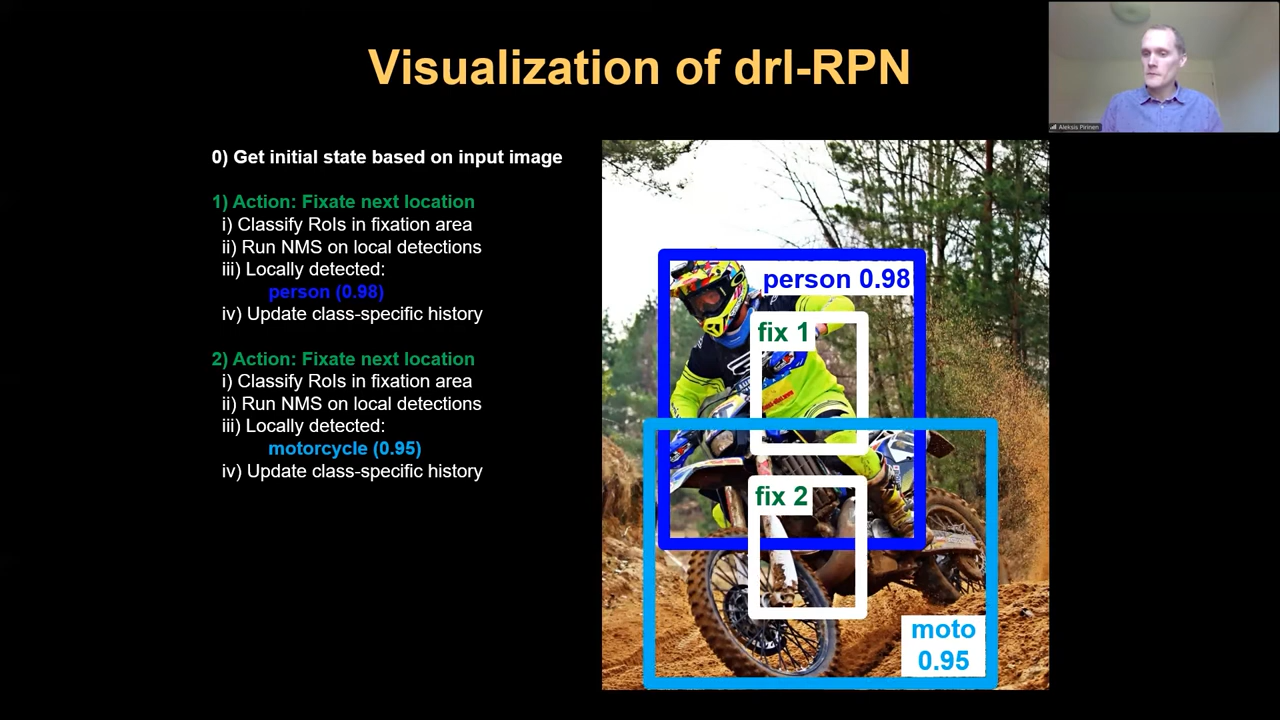 Visualization of drl-RPN
Aleksis Pirinen
0) Get initial state based on input image
1) Action: Fixate next location
i) Classify RoIs in fixation area
ii) Run NMS on local detections
iii) Locally detected:
person (0.98)
iv) Update class-specific history
2) Action: Fixate next location
i) Classify RoIs in fixation area
ii) Run NMS on local detections
iii) Locally detected:
motorcycle (0.95)
iv) Update class-specific history
person 0.98
fix 1
fix 2
moto
0.95